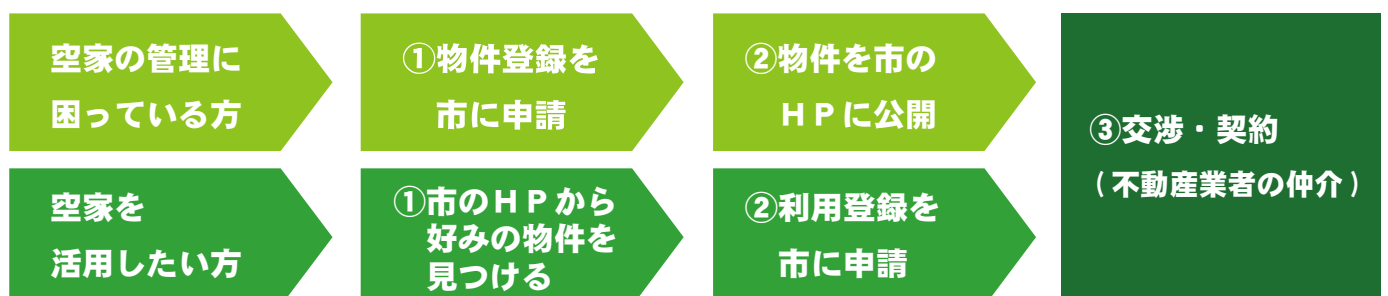 空家の管理に
困っている方
①物件登録を
市に申請
②物件を市の
ＨＰに公開
空家を
活用したい方
①市のＨＰから
好みの物件を
見つける
②利用登録を
市に申請
③交渉・契約
（不動産業者の仲介）